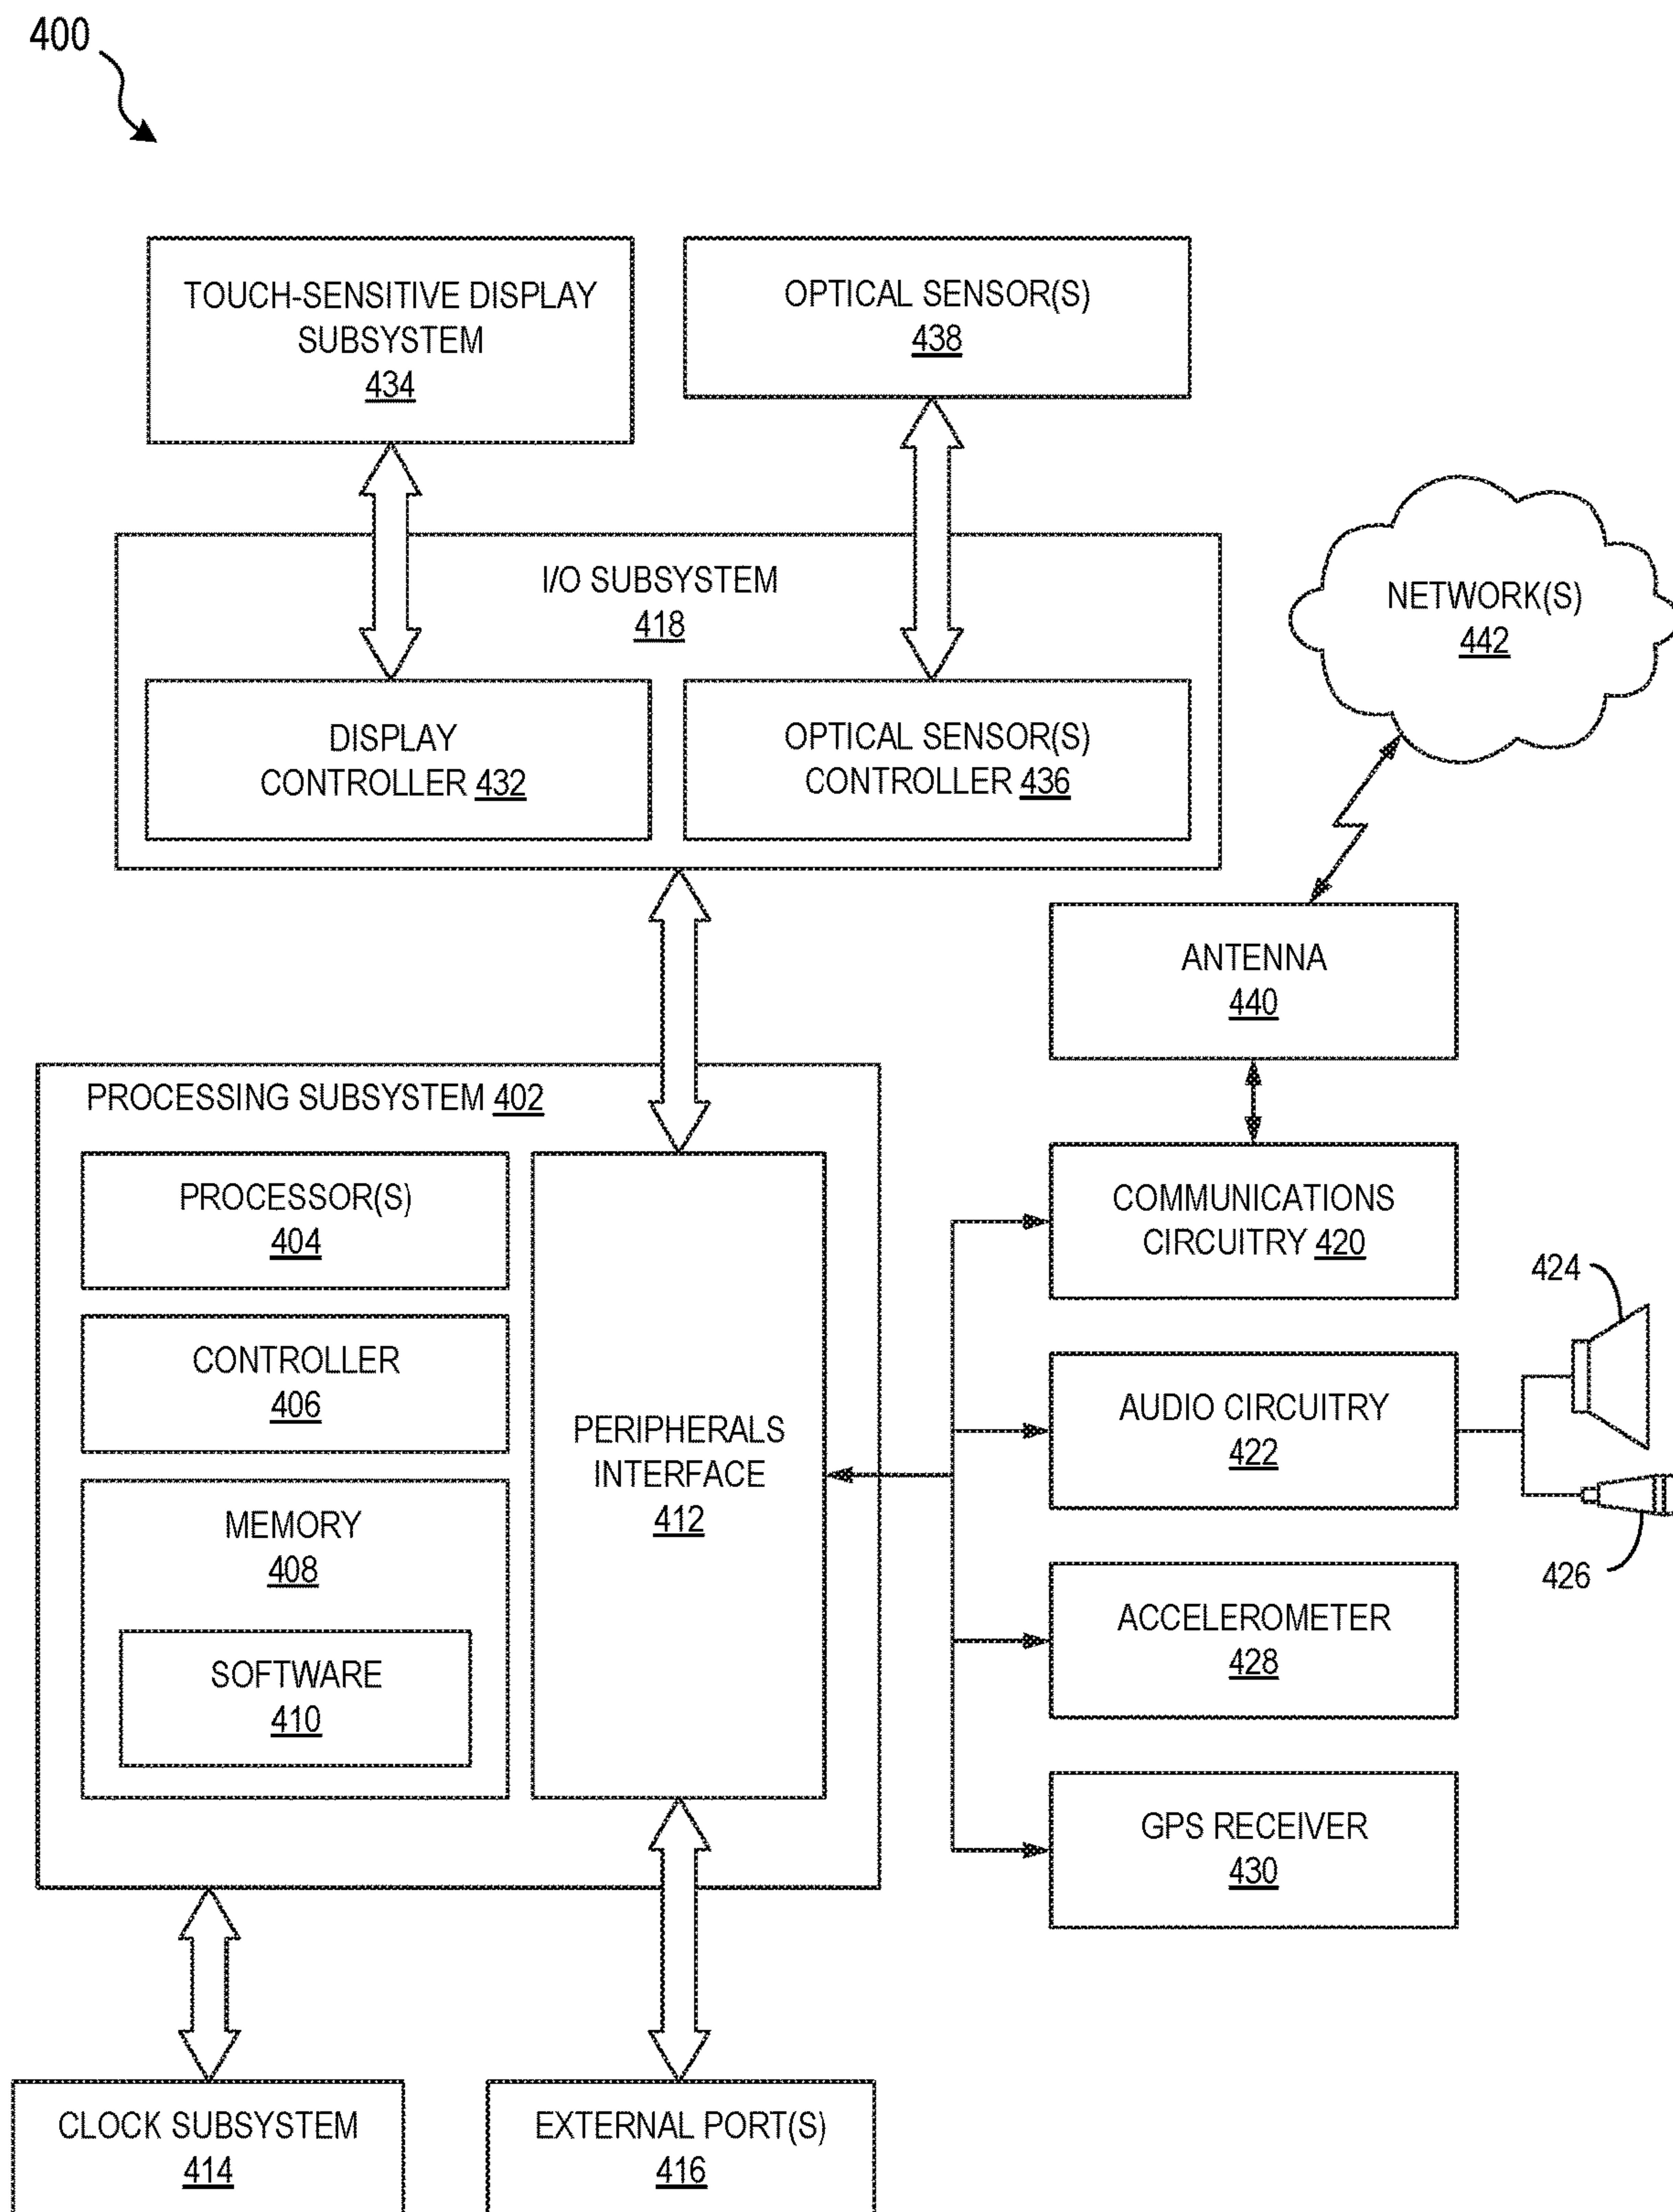 400
TOUCH-SENSITIVE DISPLAY
SUBSYSTEM
434
OPTICAL SENSOR(S)
438
I/O SUBSYSTEM
418
DISPLAY
CONTROLLER 432
OPTICAL SENSOR(S)
CONTROLLER 436
NETWORK(S)
442
ANTENNA
440
PROCESSING SUBSYSTEM 402
PROCESSOR(S)
404
CONTROLLER
406
MEMORY
408
SOFTWARE
410
PERIPHERALS
INTERFACE
412
COMMUNICATIONS
CIRCUITRY 420
AUDIO CIRCUITRY
422
424
426
ACCELEROMETER
428
GPS RECEIVER
430
CLOCK SUBSYSTEM
414
EXTERNAL PORT(S)
416